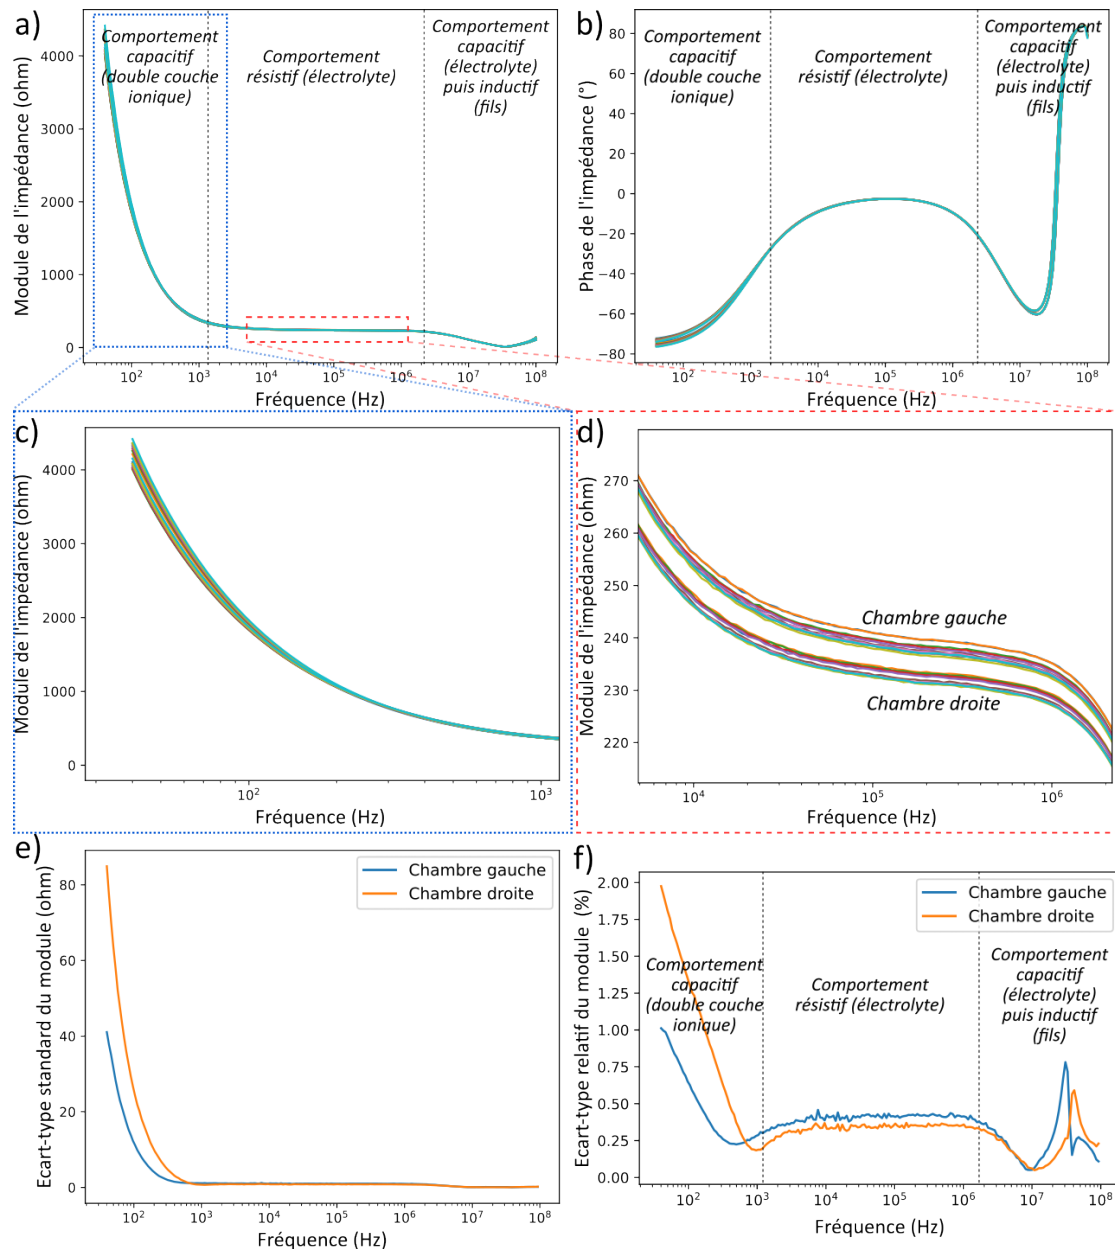 a)
Comportement
capacitif
(double couche
ionique)
Comportement
résistif (électrolyte)
Comportement
capacitif
(électrolyte)
puis inductif
(fils)
Module de l'impédance (ohm)
4000
3000
2000
1000
0
10² 10³ 10⁴ 10⁵ 10⁶ 10⁷ 10⁸
Fréquence (Hz)
b)
Comportement
capacitif
(double couche
ionique)
Comportement
résistif (électrolyte)
Comportement
capacitif
(électrolyte)
puis inductif
(fils)
Phase de l'impédance (°)
80
60
40
20
0
−20
−40
−60
−80
10² 10³ 10⁴ 10⁵ 10⁶ 10⁷ 10⁸
Fréquence (Hz)
c)
Module de l'impédance (ohm)
4000
3000
2000
1000
0
10² 10³
Fréquence (Hz)
d)
Module de l'impédance (ohm)
270
260
250
240
230
220
Chambre gauche
Chambre droite
10⁴ 10⁵ 10⁶
Fréquence (Hz)
e)
Ecart-type standard du module (ohm)
80
60
40
20
0
Chambre gauche
Chambre droite
10² 10³ 10⁴ 10⁵ 10⁶ 10⁷ 10⁸
Fréquence (Hz)
f)
Ecart-type relatif du module (%)
2.00
1.75
1.50
1.25
1.00
0.75
0.50
0.25
0.00
Chambre gauche
Chambre droite
Comportement
capacitif
(double couche
ionique)
Comportement
résistif (électrolyte)
Comportement
capacitif
(électrolyte)
puis inductif
(fils)
10² 10³ 10⁴ 10⁵ 10⁶ 10⁷ 10⁸
Fréquence (Hz)